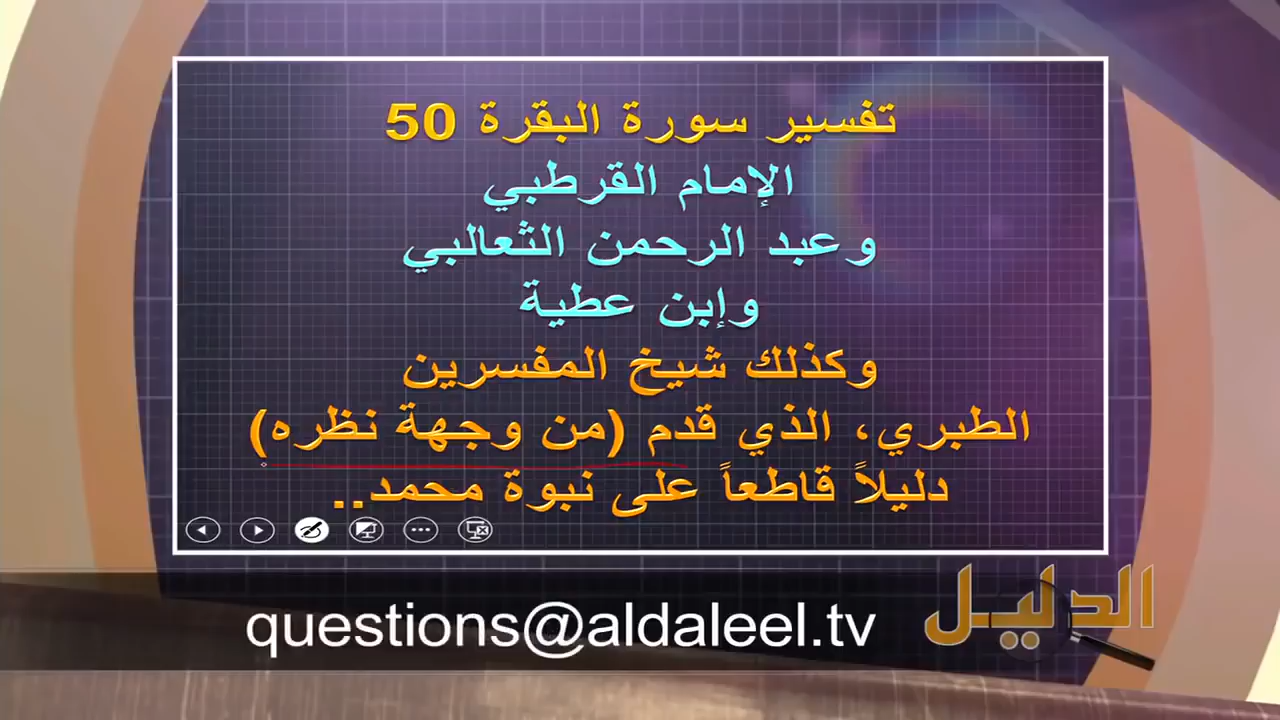 تفسير سورة البقرة 50
الإمام القرطبي
وعبد الرحمن الثعالبي
وإبن عطية
وكذلك شيخ المفسرين
الطبري، الذي قدم (من وجهة نظره)
دليلاً قاطعاً على نبوة محمد..
الدليل
questions@aldaleel.tv